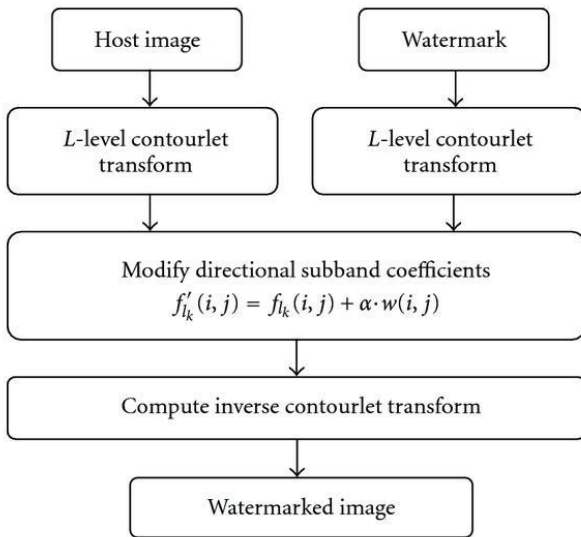 Host image
Watermark
L-level contourlet
transform
L-level contourlet
transform
Modify directional subband coefficients
f′lₖ(i, j) = flₖ(i, j) + α·w(i, j)
Compute inverse contourlet transform
Watermarked image